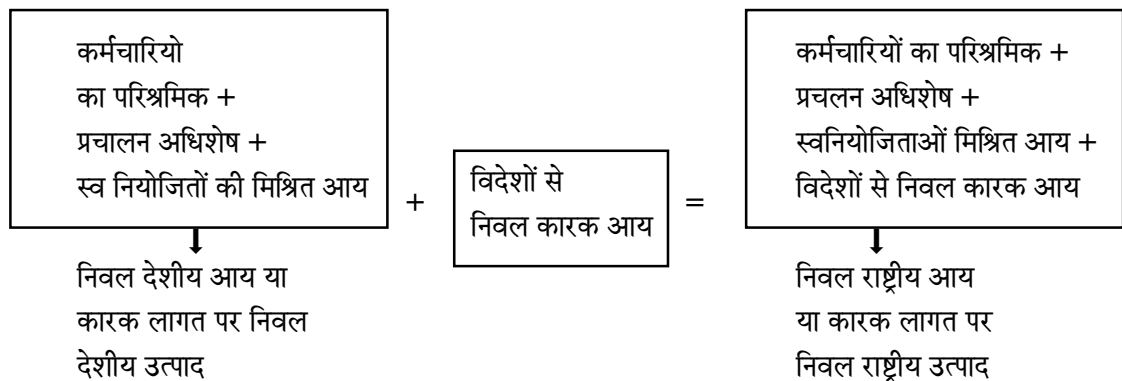 कर्मचारियो
का परिश्रमिक +
प्रचालन अधिशेष +
स्व नियोजितों की मिश्रित आय
+
विदेशों से
निवल कारक आय
=
कर्मचारियों का परिश्रमिक +
प्रचलन अधिशेष +
स्वनियोजिताओं मिश्रित आय +
विदेशों से निवल कारक आय
निवल देशीय आय या
कारक लागत पर निवल
देशीय उत्पाद
निवल राष्ट्रीय आय
या कारक लागत पर
निवल राष्ट्रीय उत्पाद